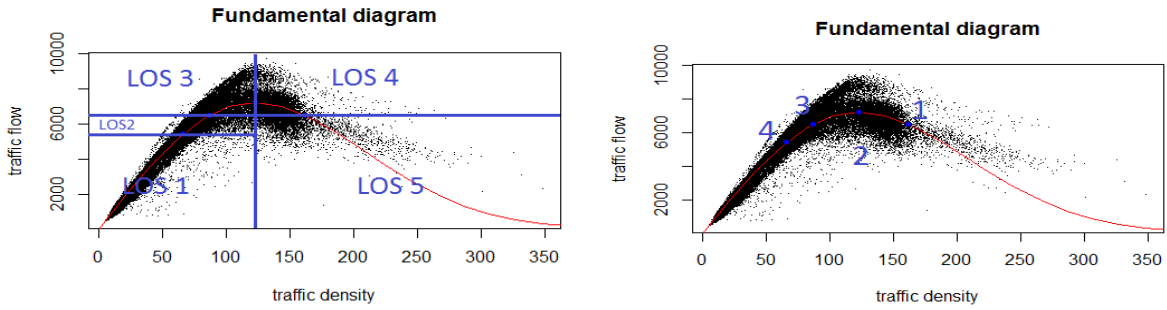 Fundamental diagram
traffic flow
10000
6000
2000
LOS 3
LOS 4
LOS2
LOS 1
LOS 5
0 50 100 150 200 250 300 350
traffic density
Fundamental diagram
traffic flow
10000
6000
2000
3
1
4
2
0 50 100 150 200 250 300 350
traffic density